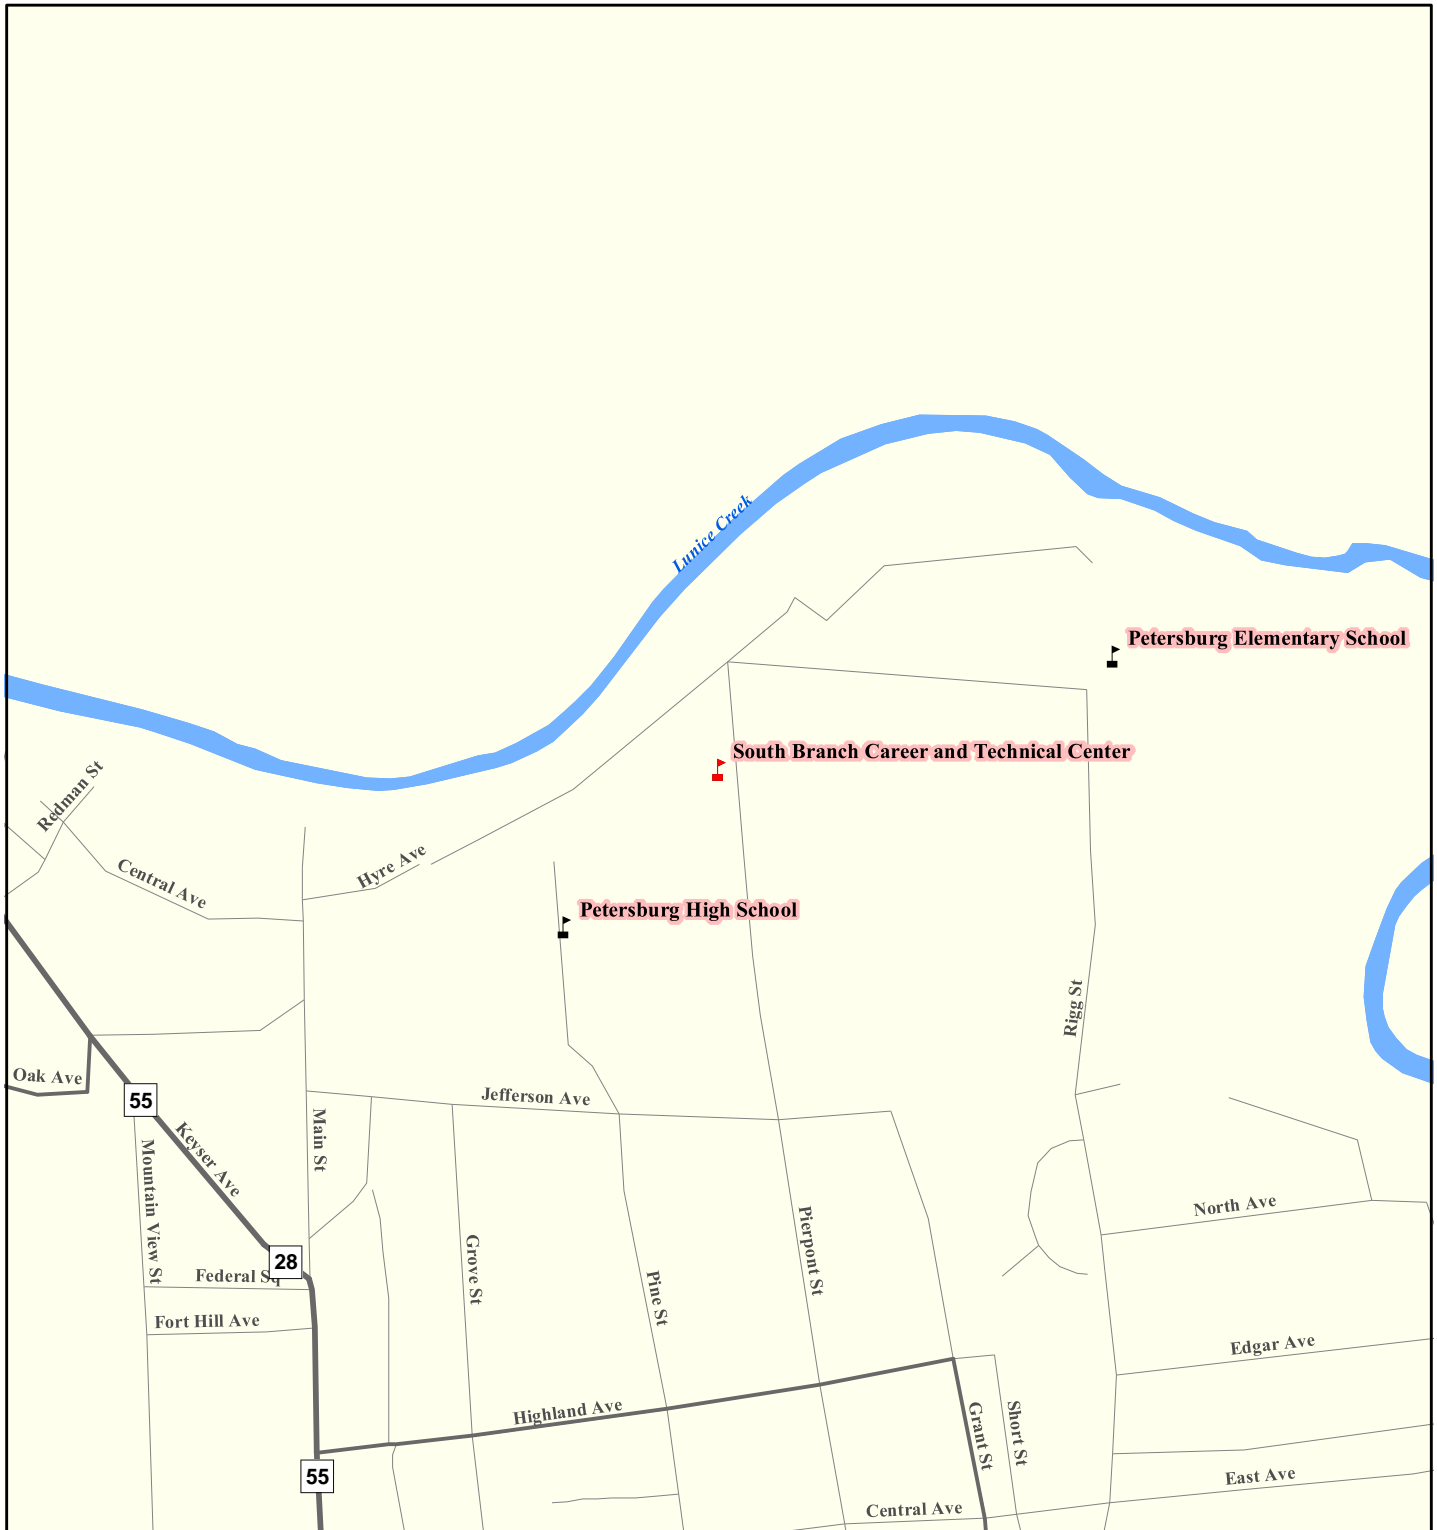 Lunice Creek
Petersburg Elementary School
South Branch Career and Technical Center
Redman St
Hyre Ave
Central Ave
Petersburg High School
Rigg St
Oak Ave
55
Jefferson Ave
Main St
Keyser Ave
Mountain View St
North Ave
Pierpont St
Grove St
28
Federal Sq
Pine St
Fort Hill Ave
Edgar Ave
Highland Ave
Grant St
Short St
55
East Ave
Central Ave